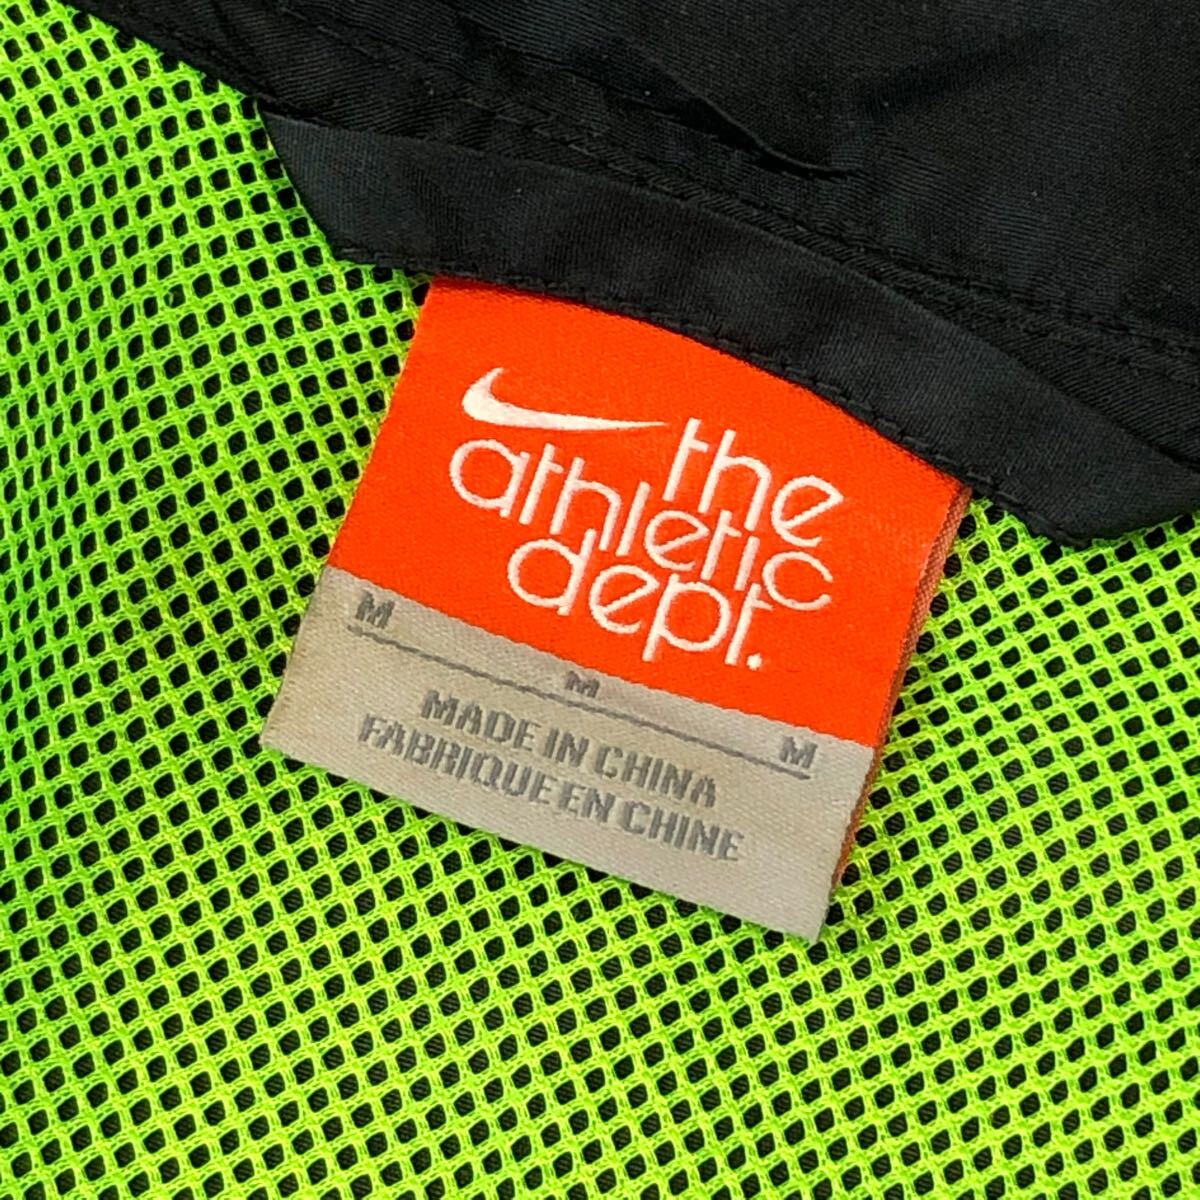 the
athletic
dept.
M M M
MADE IN CHINA
FABRIQUE EN CHINE